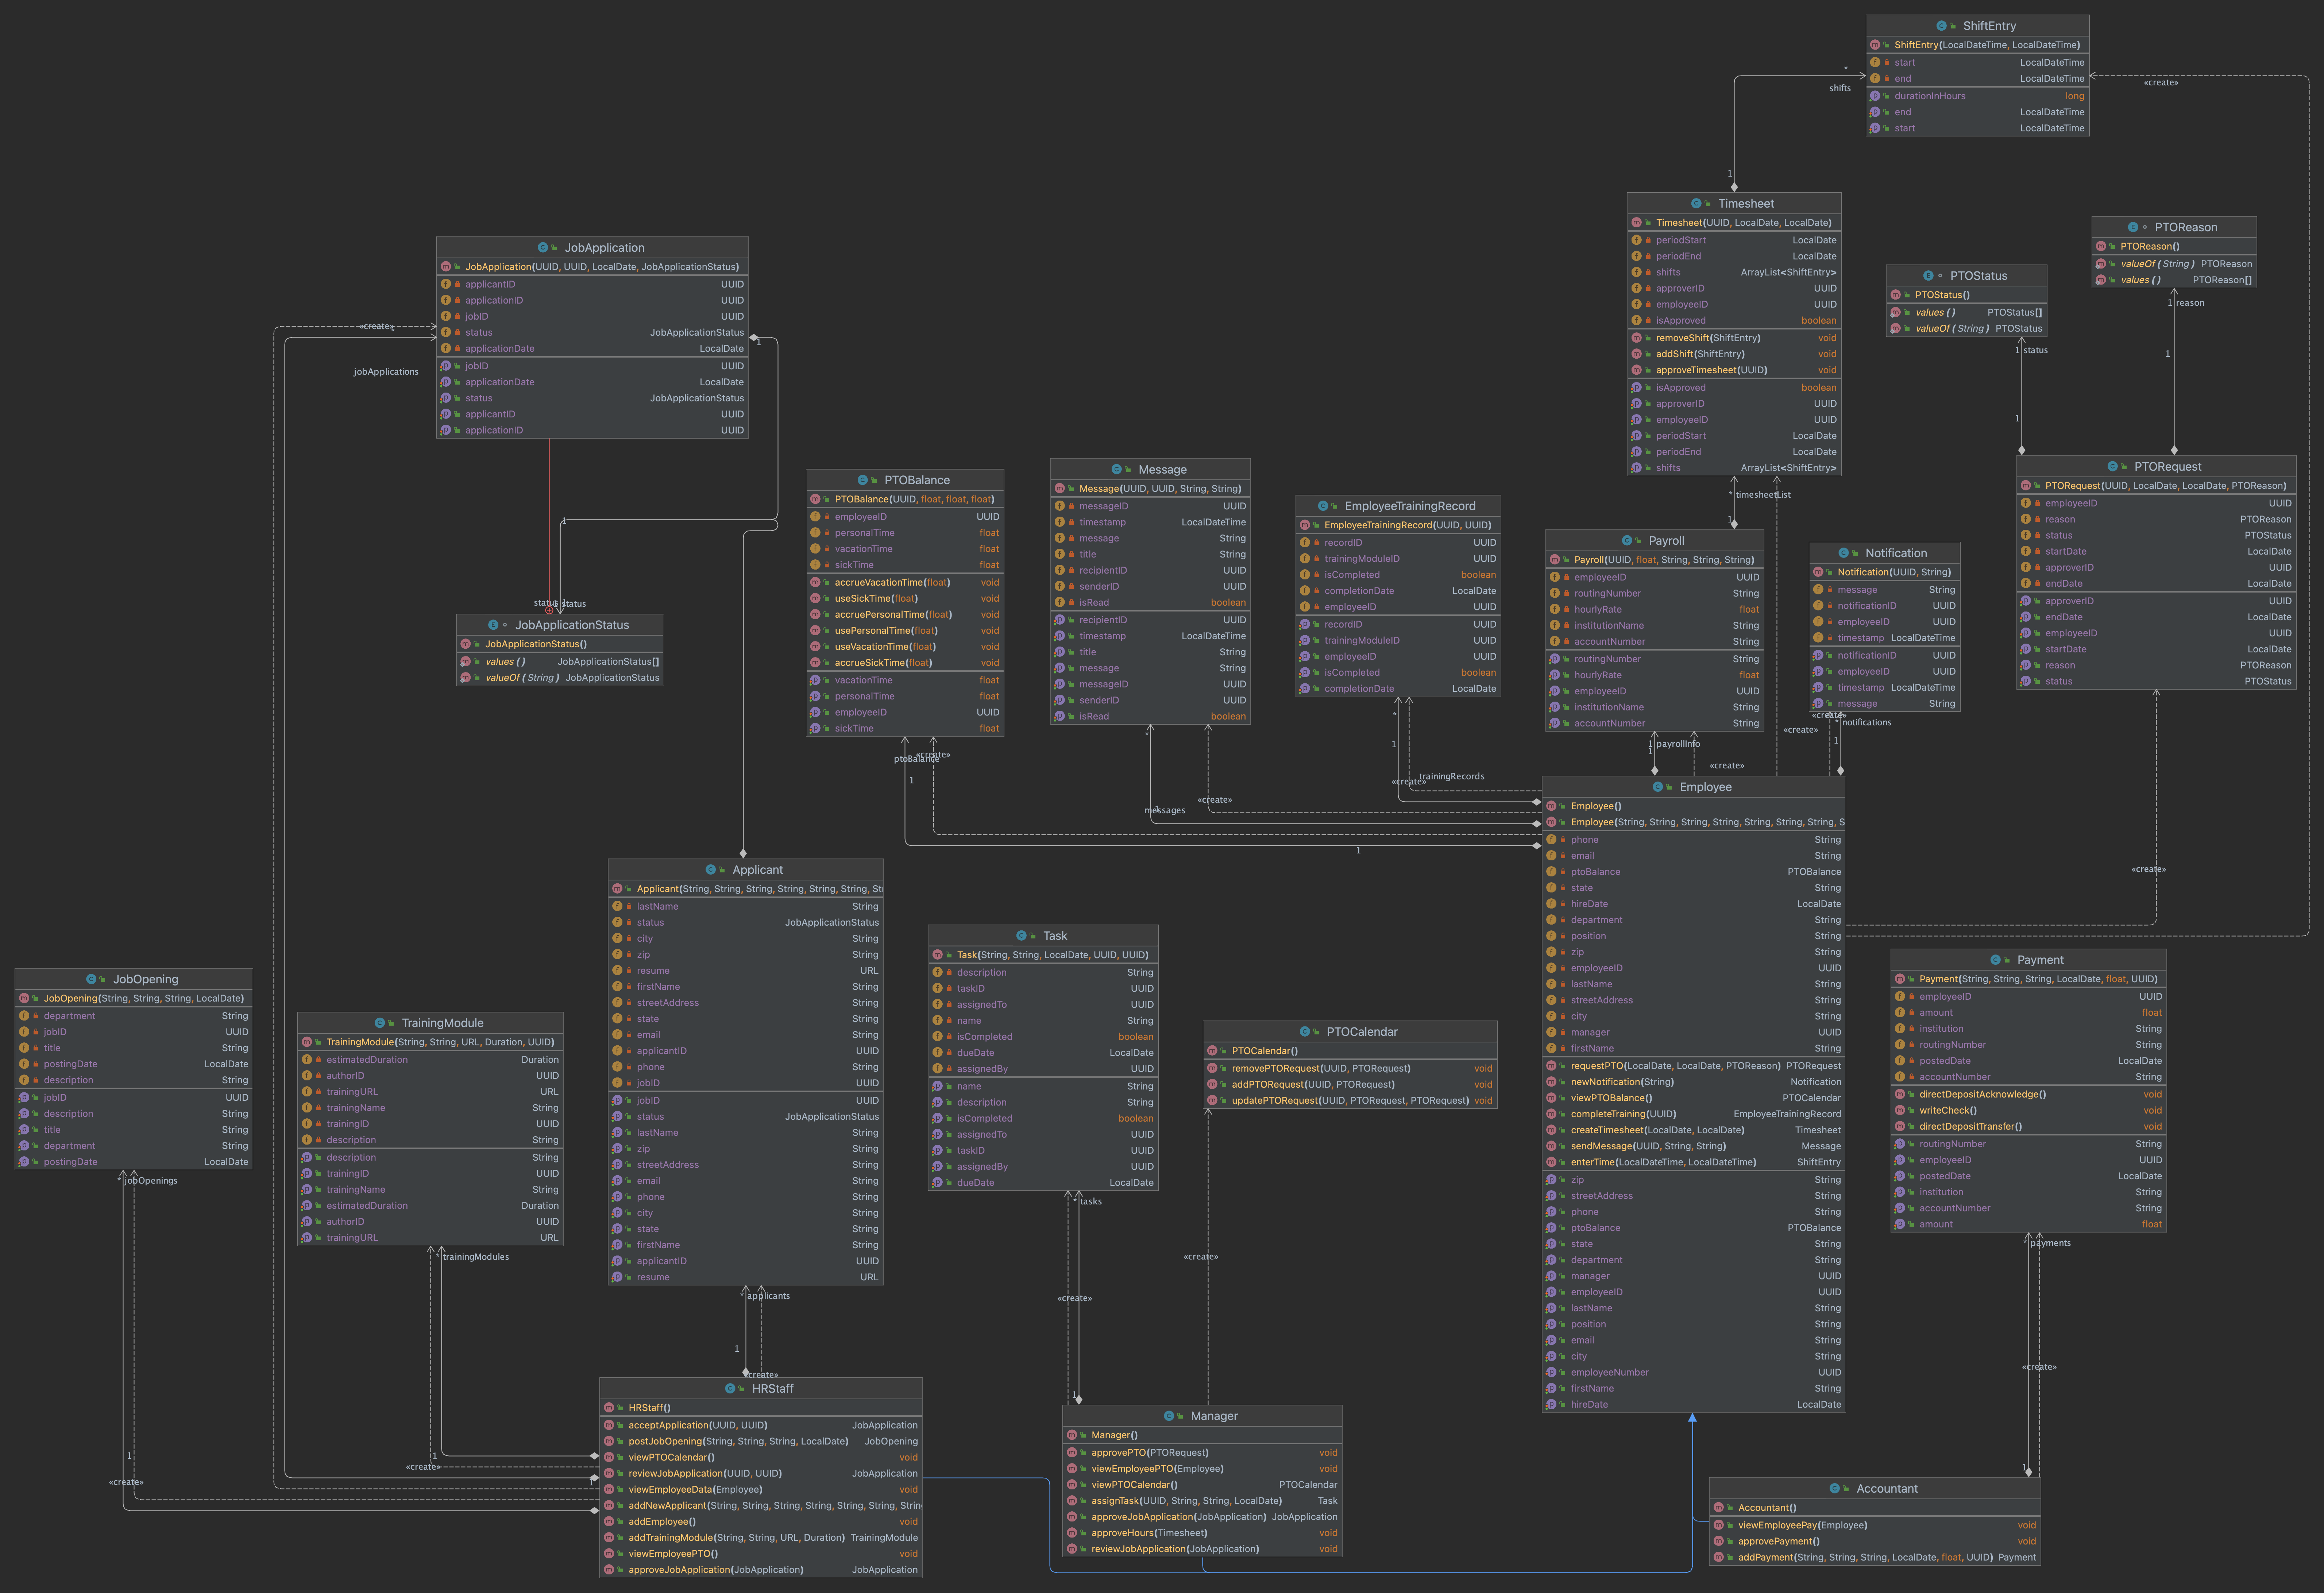 ShiftEntry
ShiftEntry(LocalDateTime, LocalDateTime)
start LocalDateTime
end LocalDateTime
durationInHours long
end LocalDateTime
start LocalDateTime
*
shifts
«create»
1
Timesheet
Timesheet(UUID, LocalDate, LocalDate)
periodStart LocalDate
periodEnd LocalDate
shifts ArrayList<ShiftEntry>
approverID UUID
employeeID UUID
isApproved boolean
removeShift(ShiftEntry) void
addShift(ShiftEntry) void
approveTimesheet(UUID) void
isApproved boolean
approverID UUID
employeeID UUID
periodStart LocalDate
periodEnd LocalDate
shifts ArrayList<ShiftEntry>
* timesheetList
1
PTOReason
PTOReason()
valueOf(String) PTOReason
values() PTOReason[]
1 reason
1
PTOStatus
PTOStatus()
values() PTOStatus[]
valueOf(String) PTOStatus
1 status
1
JobApplication
JobApplication(UUID, UUID, LocalDate, JobApplicationStatus)
applicantID UUID
applicationID UUID
jobID UUID
status JobApplicationStatus
applicationDate LocalDate
jobID UUID
applicationDate LocalDate
status JobApplicationStatus
applicantID UUID
applicationID UUID
«create»
*
jobApplications
1
1
status
1
status
JobApplicationStatus
JobApplicationStatus()
values() JobApplicationStatus[]
valueOf(String) JobApplicationStatus
PTOBalance
PTOBalance(UUID, float, float, float)
employeeID UUID
personalTime float
vacationTime float
sickTime float
accrueVacationTime(float) void
useSickTime(float) void
accruePersonalTime(float) void
usePersonalTime(float) void
useVacationTime(float) void
accrueSickTime(float) void
vacationTime float
personalTime float
employeeID UUID
sickTime float
«create»
ptoBalance
1
1
Message
Message(UUID, UUID, String, String)
messageID UUID
timestamp LocalDateTime
message String
title String
recipientID UUID
senderID UUID
isRead boolean
recipientID UUID
timestamp LocalDateTime
title String
message String
messageID UUID
senderID UUID
isRead boolean
*
«create»
1
messages
EmployeeTrainingRecord
EmployeeTrainingRecord(UUID, UUID)
recordID UUID
trainingModuleID UUID
isCompleted boolean
completionDate LocalDate
employeeID UUID
recordID UUID
trainingModuleID UUID
employeeID UUID
isCompleted boolean
completionDate LocalDate
*
1
trainingRecords
«create»
Payroll
Payroll(UUID, float, String, String, String)
employeeID UUID
routingNumber String
hourlyRate float
institutionName String
accountNumber String
routingNumber String
hourlyRate float
employeeID UUID
institutionName String
accountNumber String
1 payrollInfo
1
«create»
«create»
Notification
Notification(UUID, String)
message String
notificationID UUID
employeeID UUID
timestamp LocalDateTime
notificationID UUID
employeeID UUID
timestamp LocalDateTime
message String
«create»
* notifications
1
PTORequest
PTORequest(UUID, LocalDate, LocalDate, PTOReason)
employeeID UUID
reason PTOReason
status PTOStatus
startDate LocalDate
approverID UUID
endDate LocalDate
approverID UUID
endDate LocalDate
employeeID UUID
startDate LocalDate
reason PTOReason
status PTOStatus
«create»
Employee
Employee()
Employee(String, String, String, String, String, String, String, S
phone String
email String
ptoBalance PTOBalance
state String
hireDate LocalDate
department String
position String
zip String
employeeID UUID
lastName String
streetAddress String
city String
manager UUID
firstName String
requestPTO(LocalDate, LocalDate, PTOReason) PTORequest
newNotification(String) Notification
viewPTOBalance() PTOCalendar
completeTraining(UUID) EmployeeTrainingRecord
createTimesheet(LocalDate, LocalDate) Timesheet
sendMessage(UUID, String, String) Message
enterTime(LocalDateTime, LocalDateTime) ShiftEntry
zip String
streetAddress String
phone String
ptoBalance PTOBalance
state String
department String
manager UUID
employeeID UUID
lastName String
position String
email String
city String
employeeNumber UUID
firstName String
hireDate LocalDate
Applicant
Applicant(String, String, String, String, String, String, Str
lastName String
status JobApplicationStatus
city String
zip String
resume URL
firstName String
streetAddress String
state String
email String
applicantID UUID
phone String
jobID UUID
jobID UUID
status JobApplicationStatus
lastName String
zip String
streetAddress String
email String
phone String
city String
state String
firstName String
applicantID UUID
resume URL
* applicants
1
«create»
Task
Task(String, String, LocalDate, UUID, UUID)
description String
taskID UUID
assignedTo UUID
name String
isCompleted boolean
dueDate LocalDate
assignedBy UUID
name String
description String
isCompleted boolean
assignedTo UUID
taskID UUID
assignedBy UUID
dueDate LocalDate
* tasks
«create»
1
PTOCalendar
PTOCalendar()
removePTORequest(UUID, PTORequest) void
addPTORequest(UUID, PTORequest) void
updatePTORequest(UUID, PTORequest, PTORequest) void
«create»
Payment
Payment(String, String, String, LocalDate, float, UUID)
employeeID UUID
amount float
institution String
routingNumber String
postedDate LocalDate
accountNumber String
directDepositAcknowledge() void
writeCheck() void
directDepositTransfer() void
routingNumber String
employeeID UUID
postedDate LocalDate
institution String
accountNumber String
amount float
* payments
«create»
1
JobOpening
JobOpening(String, String, String, LocalDate)
department String
jobID UUID
title String
postingDate LocalDate
description String
jobID UUID
description String
title String
department String
postingDate LocalDate
* jobOpenings
1
«create»
TrainingModule
TrainingModule(String, String, URL, Duration, UUID)
estimatedDuration Duration
authorID UUID
trainingURL URL
trainingName String
trainingID UUID
description String
description String
trainingID UUID
trainingName String
estimatedDuration Duration
authorID UUID
trainingURL URL
* trainingModules
1
«create»
1
HRStaff
HRStaff()
acceptApplication(UUID, UUID) JobApplication
postJobOpening(String, String, String, LocalDate) JobOpening
viewPTOCalendar() void
reviewJobApplication(UUID, UUID) JobApplication
viewEmployeeData(Employee) void
addNewApplicant(String, String, String, String, String, String, Strin
addEmployee() void
addTrainingModule(String, String, URL, Duration) TrainingModule
viewEmployeePTO() void
approveJobApplication(JobApplication) JobApplication
Manager
Manager()
approvePTO(PTORequest) void
viewEmployeePTO(Employee) void
viewPTOCalendar() PTOCalendar
assignTask(UUID, String, String, LocalDate) Task
approveJobApplication(JobApplication) JobApplication
approveHours(Timesheet) void
reviewJobApplication(JobApplication) void
Accountant
Accountant()
viewEmployeePay(Employee) void
approvePayment() void
addPayment(String, String, String, LocalDate, float, UUID) Payment